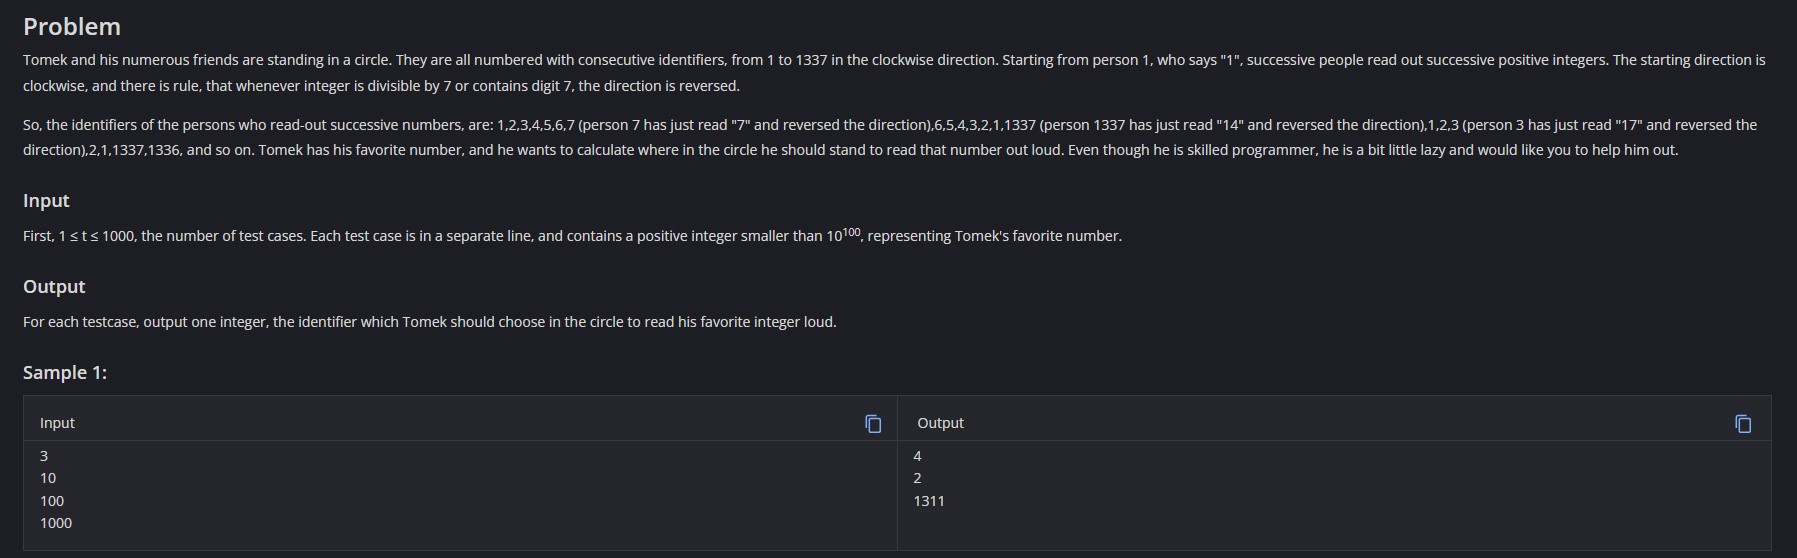 Problem
Tomek and his numerous friends are standing in a circle. They are all numbered with consecutive identifiers, from 1 to 1337 in the clockwise direction. Starting from person 1, who says "1", successive people read out successive positive integers. The starting direction is
clockwise, and there is rule, that whenever integer is divisible by 7 or contains digit 7, the direction is reversed.
So, the identifiers of the persons who read-out successive numbers, are: 1,2,3,4,5,6,7 (person 7 has just read "7" and reversed the direction),6,5,4,3,2,1,1337 (person 1337 has just read "14" and reversed the direction),1,2,3 (person 3 has just read "17" and reversed the
direction),2,1,1337,1336, and so on. Tomek has his favorite number, and he wants to calculate where in the circle he should stand to read that number out loud. Even though he is skilled programmer, he is a bit little lazy and would like you to help him out.
Input
First, 1 ≤ t ≤ 1000, the number of test cases. Each test case is in a separate line, and contains a positive integer smaller than 10^100, representing Tomek's favorite number.
Output
For each testcase, output one integer, the identifier which Tomek should choose in the circle to read his favorite integer loud.
Sample 1:
Input Output
3 4
10 2
100 1311
1000